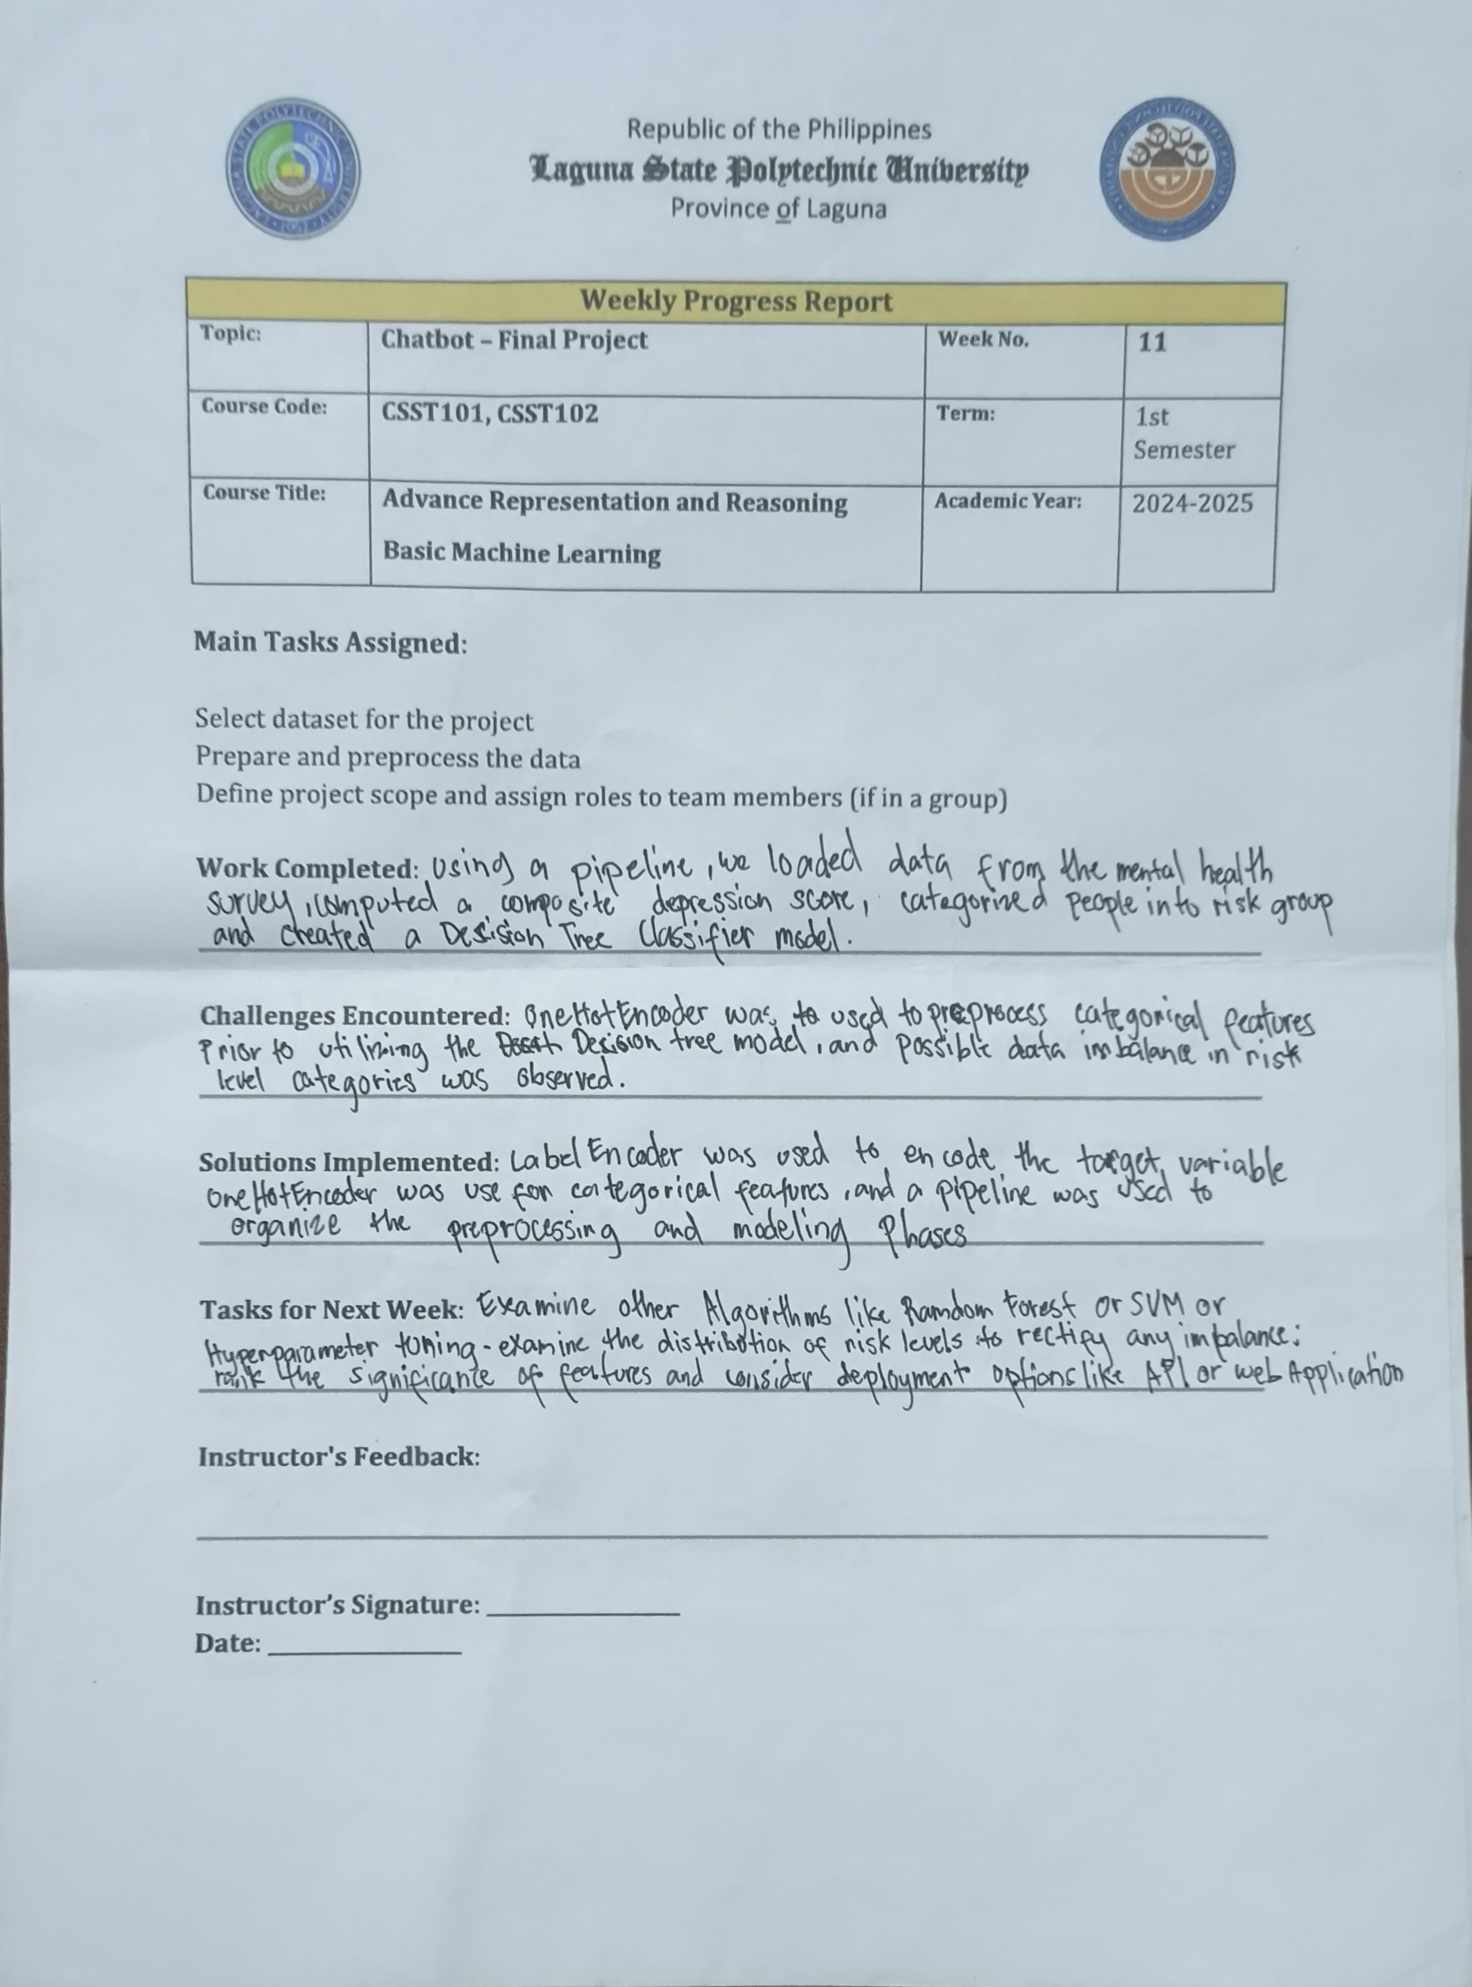 Republic of the Philippines
Laguna State Polytechnic University
Province of Laguna
Weekly Progress Report
Topic: Chatbot – Final Project Week No. 11
Course Code: CSST101, CSST102 Term: 1st
Semester
Course Title: Advance Representation and Reasoning Academic Year: 2024-2025
Basic Machine Learning
Main Tasks Assigned:
Select dataset for the project
Prepare and preprocess the data
Define project scope and assign roles to team members (if in a group)
Work Completed: Using a pipeline, we loaded data from the mental health
survey, computed a composite depression score, categorized people into risk group
and created a Desision Tree Classifier model.
Challenges Encountered: OneHotEncoder was to used to preprocess categorical features
Prior to utilizing the Decision tree model, and possible data imbalance in risk
level categories was observed.
Solutions Implemented: Label Encoder was used to encode the target, variable
OneHotEncoder was use for categorical features, and a pipeline was used to
organize the preprocessing and modeling Phases
Tasks for Next Week: Examine other Algorithms like Ramdom Forest or SVM or
Hyperparameter tuning - examine the distribution of risk levels to rectify any imbalance;
rank the significance of features and consider deployment options like API or web Application
Instructor's Feedback:
Instructor’s Signature:
Date: